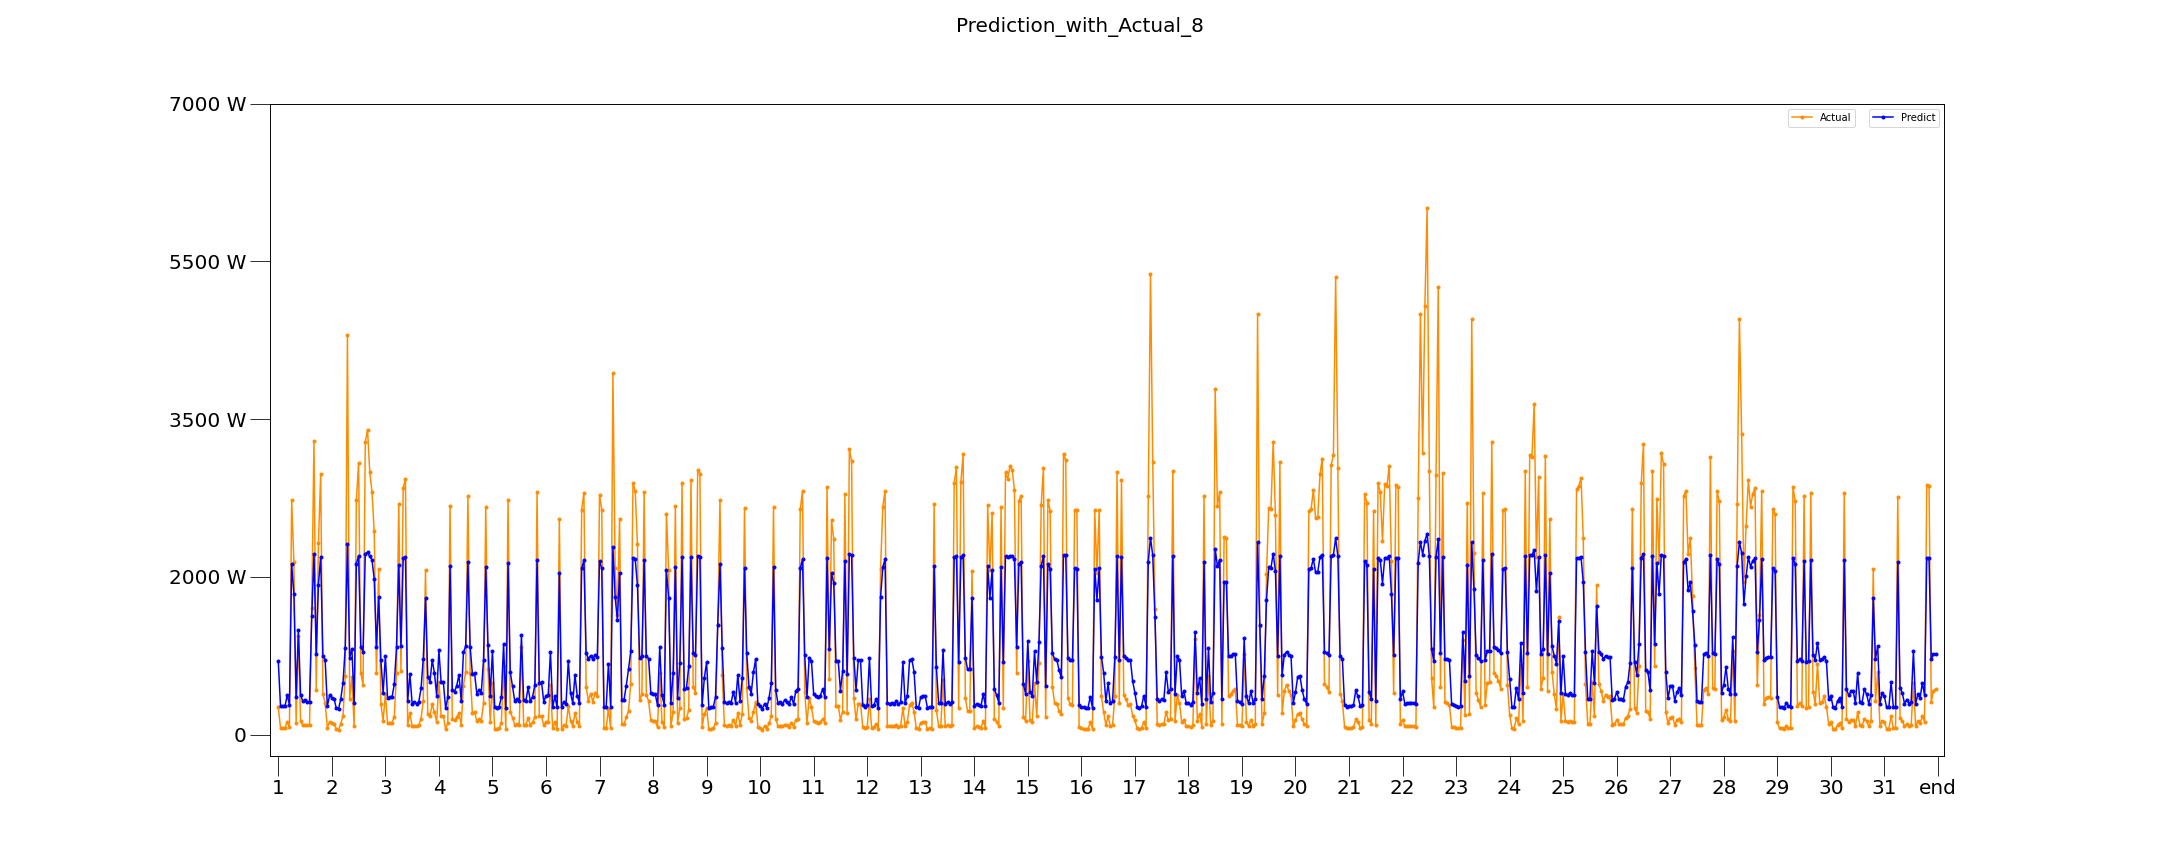 Prediction_with_Actual_8
7000 W
Actual Predict
5500 W
3500 W
2000 W
0
1 2 3 4 5 6 7 8 9 10 11 12 13 14 15 16 17 18 19 20 21 22 23 24 25 26 27 28 29 30 31 end